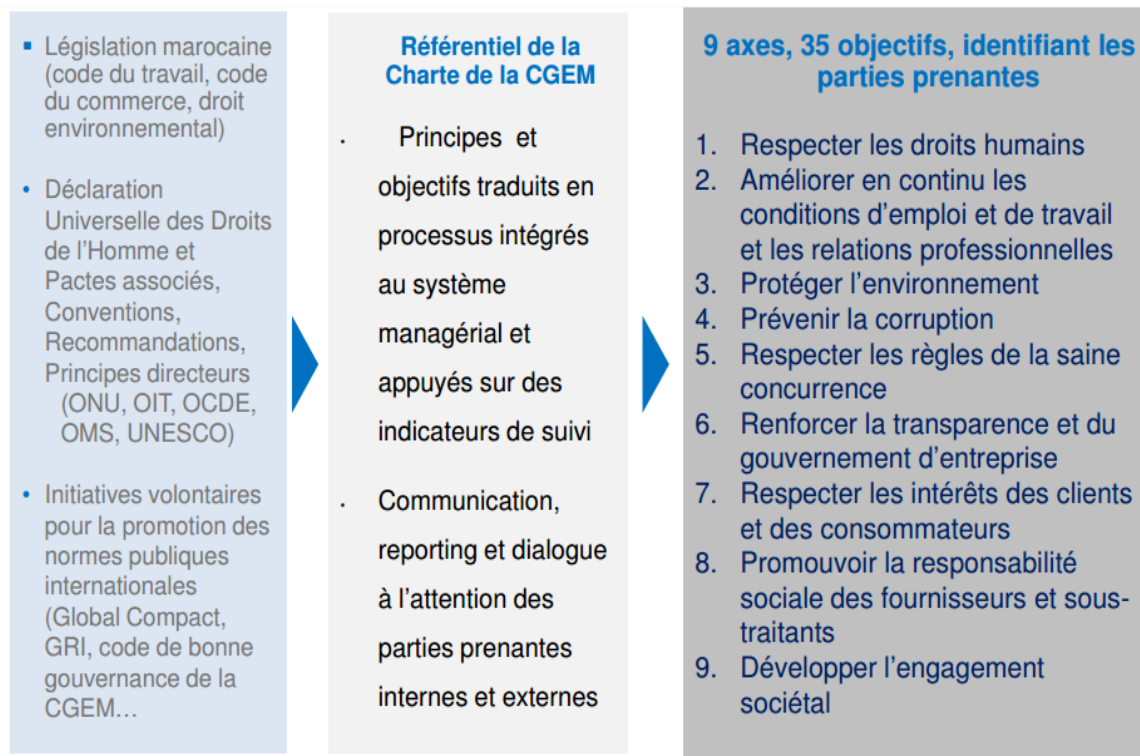 ▪ Législation marocaine
(code du travail, code
du commerce, droit
environnemental)
• Déclaration
Universelle des Droits
de l'Homme et
Pactes associés,
Conventions,
Recommandations,
Principes directeurs
(ONU, OIT, OCDE,
OMS, UNESCO)
• Initiatives volontaires
pour la promotion des
normes publiques
internationales
(Global Compact,
GRI, code de bonne
gouvernance de la
CGEM…
Référentiel de la
Charte de la CGEM
. Principes et
objectifs traduits en
processus intégrés
au système
managérial et
appuyés sur des
indicateurs de suivi
. Communication,
reporting et dialogue
à l'attention des
parties prenantes
internes et externes
9 axes, 35 objectifs, identifiant les
parties prenantes
1. Respecter les droits humains
2. Améliorer en continu les
conditions d'emploi et de travail
et les relations professionnelles
3. Protéger l'environnement
4. Prévenir la corruption
5. Respecter les règles de la saine
concurrence
6. Renforcer la transparence et du
gouvernement d'entreprise
7. Respecter les intérêts des clients
et des consommateurs
8. Promouvoir la responsabilité
sociale des fournisseurs et sous-
traitants
9. Développer l'engagement
sociétal